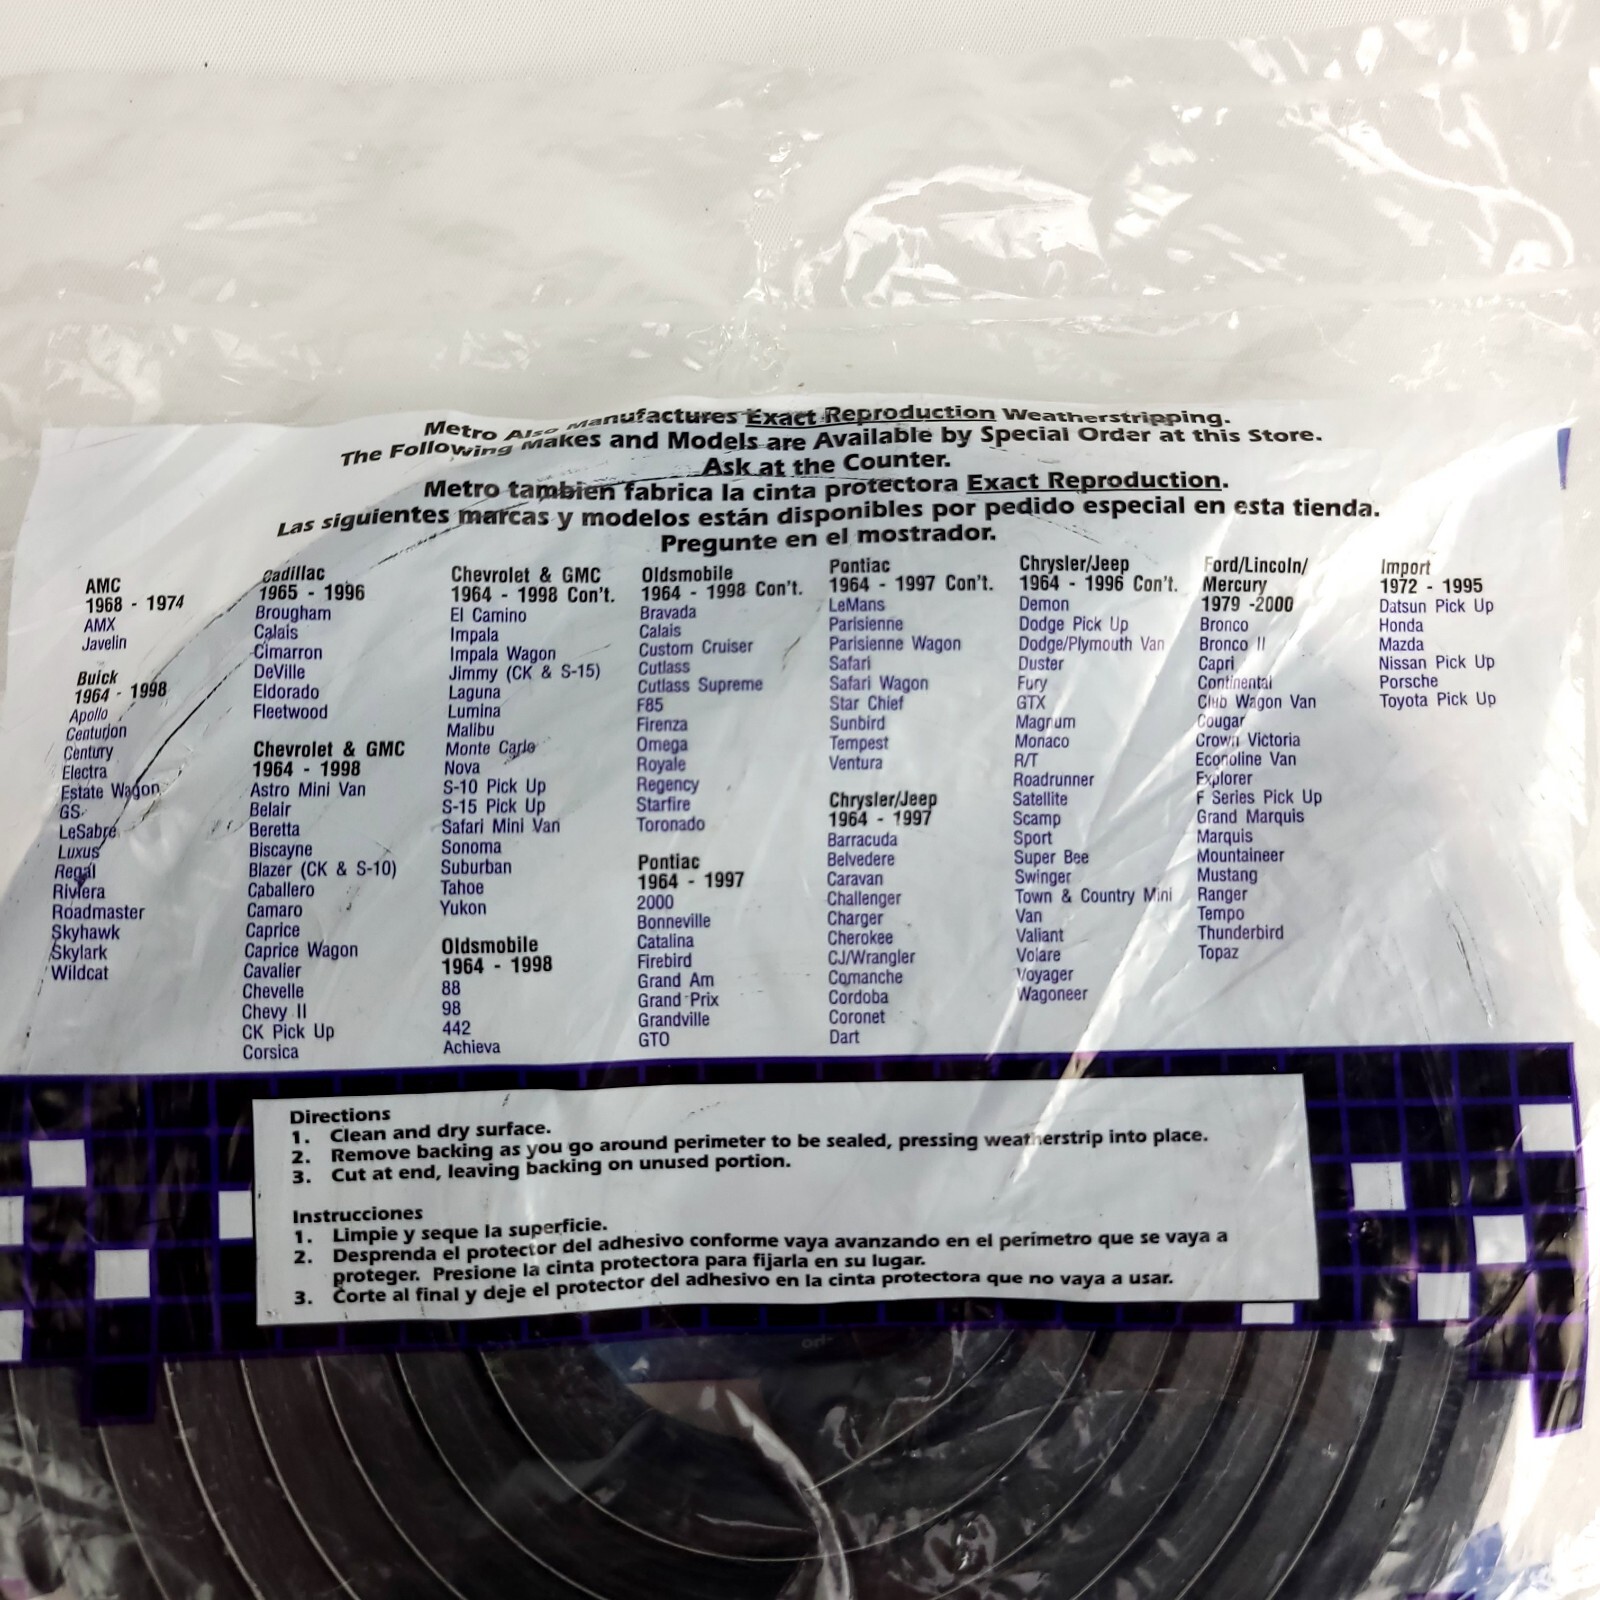 Metro Also Manufactures Exact Reproduction Weatherstripping.
The Following Makes and Models are Available by Special Order at this Store.
Ask at the Counter.
Metro tambien fabrica la cinta protectora Exact Reproduction.
Las siguientes marcas y modelos están disponibles por pedido especial en esta tienda.
Pregunte en el mostrador.
AMC
1968 - 1974
AMX
Javelin
Buick
1964 - 1998
Apollo
Centurion
Century
Electra
Estate Wagon
GS
LeSabre
Luxus
Regal
Riviera
Roadmaster
Skyhawk
Skylark
Wildcat
Cadillac
1965 - 1996
Brougham
Calais
Cimarron
DeVille
Eldorado
Fleetwood
Chevrolet & GMC
1964 - 1998
Astro Mini Van
Belair
Beretta
Biscayne
Blazer (CK & S-10)
Caballero
Camaro
Caprice
Caprice Wagon
Cavalier
Chevelle
Chevy II
CK Pick Up
Corsica
Chevrolet & GMC
1964 - 1998 Con't.
El Camino
Impala
Impala Wagon
Jimmy (CK & S-15)
Laguna
Lumina
Malibu
Monte Carlo
Nova
S-10 Pick Up
S-15 Pick Up
Safari Mini Van
Sonoma
Suburban
Tahoe
Yukon
Oldsmobile
1964 - 1998
88
98
442
Achieva
Oldsmobile
1964 - 1998 Con't.
Bravada
Calais
Custom Cruiser
Cutlass
Cutlass Supreme
F85
Firenza
Omega
Royale
Regency
Starfire
Toronado
Pontiac
1964 - 1997
2000
Bonneville
Catalina
Firebird
Grand Am
Grand Prix
Grandville
GTO
Pontiac
1964 - 1997 Con't.
LeMans
Parisienne
Parisienne Wagon
Safari
Safari Wagon
Star Chief
Sunbird
Tempest
Ventura
Chrysler/Jeep
1964 - 1997
Barracuda
Belvedere
Caravan
Challenger
Charger
Cherokee
CJ/Wrangler
Comanche
Cordoba
Coronet
Dart
Chrysler/Jeep
1964 - 1996 Con't.
Demon
Dodge Pick Up
Dodge/Plymouth Van
Duster
Fury
GTX
Magnum
Monaco
R/T
Roadrunner
Satellite
Scamp
Sport
Super Bee
Swinger
Town & Country Mini
Van
Valiant
Volare
Voyager
Wagoneer
Ford/Lincoln/
Mercury
1979 -2000
Bronco
Bronco II
Capri
Continental
Club Wagon Van
Cougar
Crown Victoria
Econoline Van
Explorer
F Series Pick Up
Grand Marquis
Marquis
Mountaineer
Mustang
Ranger
Tempo
Thunderbird
Topaz
Import
1972 - 1995
Datsun Pick Up
Honda
Mazda
Nissan Pick Up
Porsche
Toyota Pick Up
Directions
1. Clean and dry surface.
2. Remove backing as you go around perimeter to be sealed, pressing weatherstrip into place.
3. Cut at end, leaving backing on unused portion.
Instrucciones
1. Limpie y seque la superficie.
2. Desprenda el protector del adhesivo conforme vaya avanzando en el perímetro que se vaya a
proteger. Presione la cinta protectora para fijarla en su lugar.
3. Corte al final y deje el protector del adhesivo en la cinta protectora que no vaya a usar.